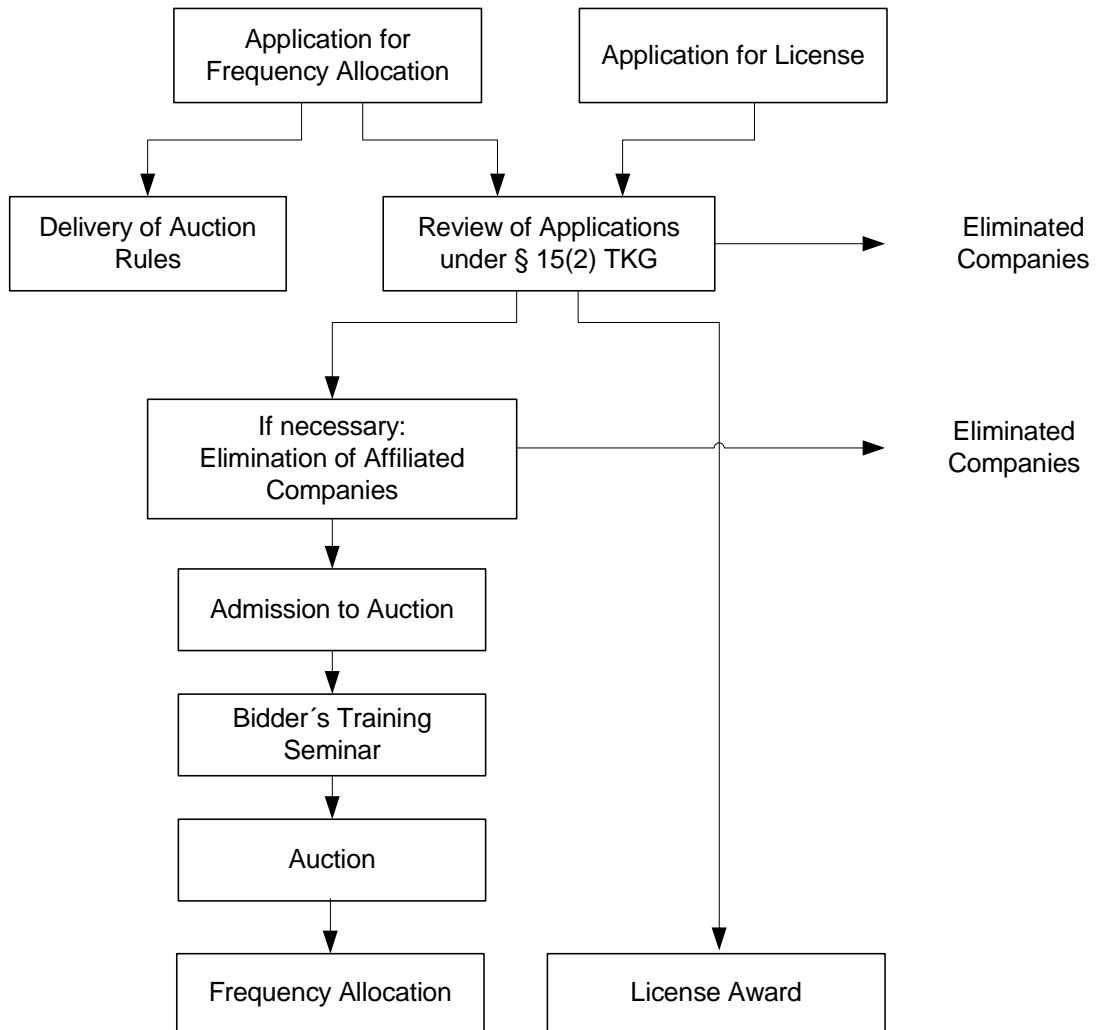 Application for
Frequency Allocation
Application for License
Delivery of Auction
Rules
Review of Applications
under § 15(2) TKG
Eliminated
Companies
If necessary:
Elimination of Affiliated
Companies
Eliminated
Companies
Admission to Auction
Bidder´s Training
Seminar
Auction
Frequency Allocation
License Award